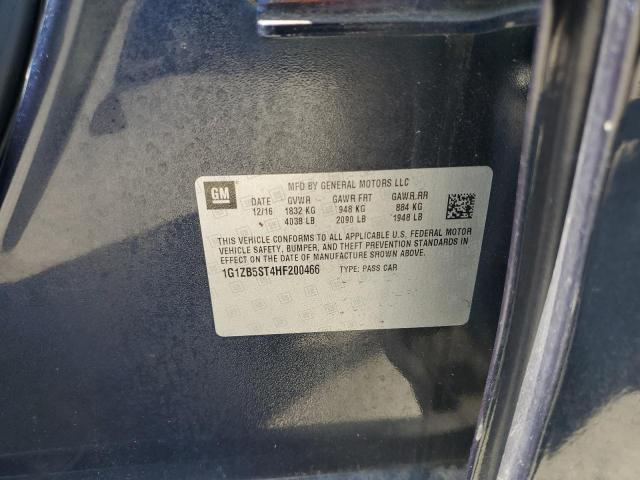 GM
MFD BY GENERAL MOTORS LLC
DATE GVWR GAWR FRT GAWR RR
12/16 1832 KG 948 KG 884 KG
4038 LB 2090 LB 1948 LB
THIS VEHICLE CONFORMS TO ALL APPLICABLE U.S. FEDERAL MOTOR
VEHICLE SAFETY, BUMPER, AND THEFT PREVENTION STANDARDS IN
EFFECT ON THE DATE OF MANUFACTURE SHOWN ABOVE.
1G1ZB5ST4HF200466 TYPE: PASS CAR